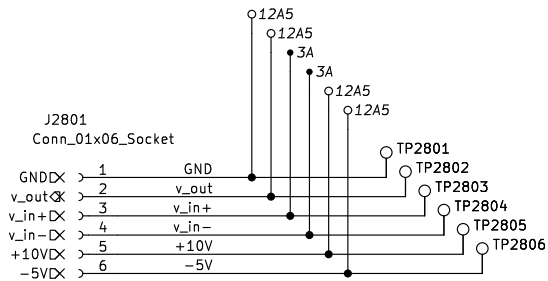 12A5
12A5
3A
3A
12A5
12A5
J2801
Conn_01x06_Socket
TP2801
GND 1 GND
TP2802
v_out 2 v_out
TP2803
v_in+ 3 v_in+
TP2804
v_in- 4 v_in-
TP2805
+10V 5 +10V
TP2806
-5V 6 -5V